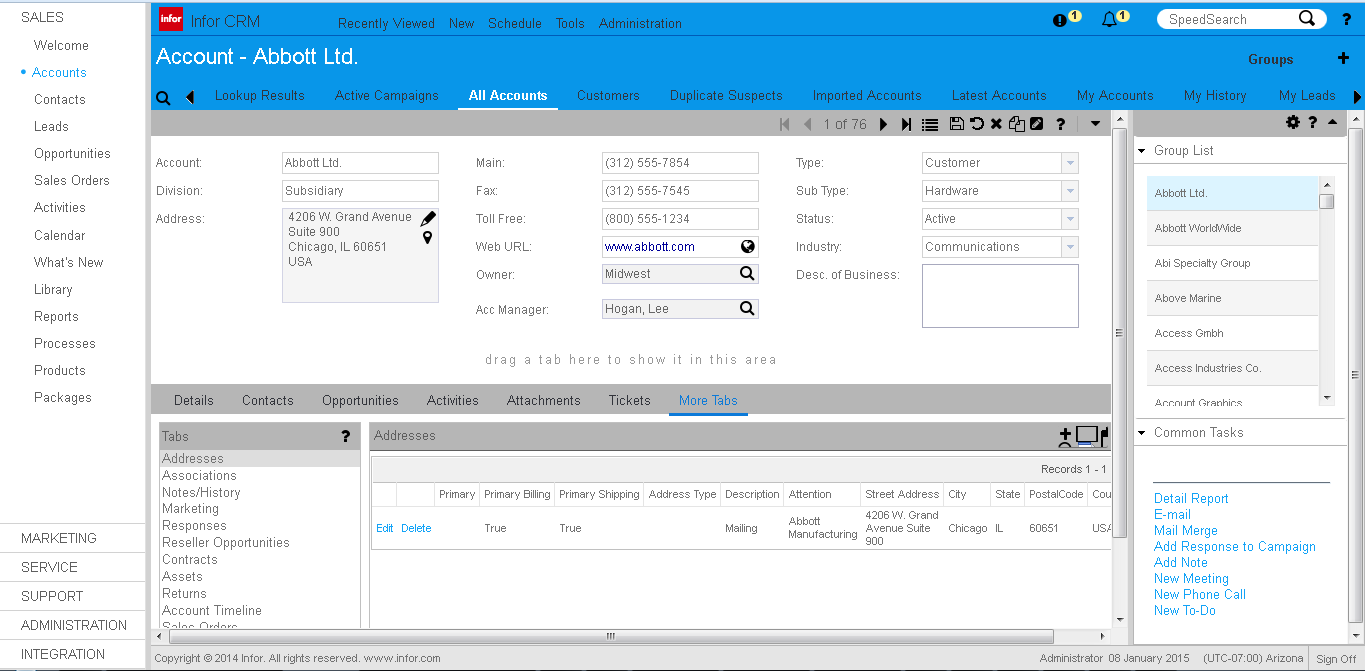 SALES
Welcome
Accounts
Contacts
Leads
Opportunities
Sales Orders
Activities
Calendar
What's New
Library
Reports
Processes
Products
Packages
MARKETING
SERVICE
SUPPORT
ADMINISTRATION
INTEGRATION
infor Infor CRM Recently Viewed New Schedule Tools Administration 1 1 SpeedSearch ?
Account - Abbott Ltd. Groups
Lookup Results Active Campaigns All Accounts Customers Duplicate Suspects Imported Accounts Latest Accounts My Accounts My History My Leads
1 of 76 ?
Account: Abbott Ltd. Main: (312) 555-7854 Type: Customer
Division: Subsidiary Fax: (312) 555-7545 Sub Type: Hardware
Address: 4206 W. Grand Avenue Toll Free: (800) 555-1234 Status: Active
Suite 900
Chicago, IL 60651 Web URL: www.abbott.com Industry: Communications
USA
Owner: Midwest Desc. of Business:
Acc Manager: Hogan, Lee
drag a tab here to show it in this area
Details Contacts Opportunities Activities Attachments Tickets More Tabs
Tabs ?
Addresses
Associations
Notes/History
Marketing
Responses
Reseller Opportunities
Contracts
Assets
Returns
Account Timeline
Sales Orders
Addresses
Records 1 - 1
Primary Primary Billing Primary Shipping Address Type Description Attention Street Address City State PostalCode Cou
Edit Delete True True Mailing Abbott Manufacturing 4206 W. Grand Avenue Suite 900 Chicago IL 60651 USA
?
Group List
Abbott Ltd.
Abbott WorldWide
Abi Specialty Group
Above Marine
Access Gmbh
Access Industries Co.
Account Graphics
Common Tasks
Detail Report
E-mail
Mail Merge
Add Response to Campaign
Add Note
New Meeting
New Phone Call
New To-Do
Copyright © 2014 Infor. All rights reserved. www.infor.com Administrator 08 January 2015 (UTC-07:00) Arizona Sign Off